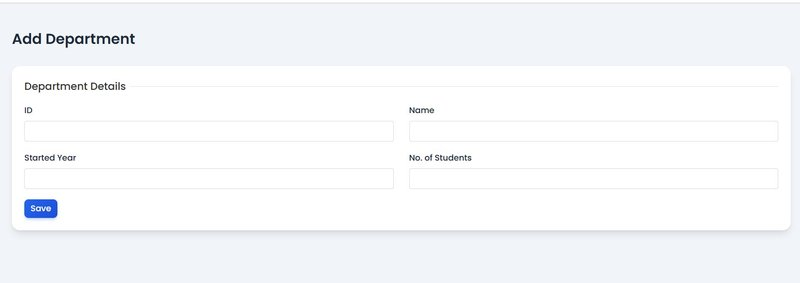 Add Department
Department Details
ID
Name
Started Year
No. of Students
Save